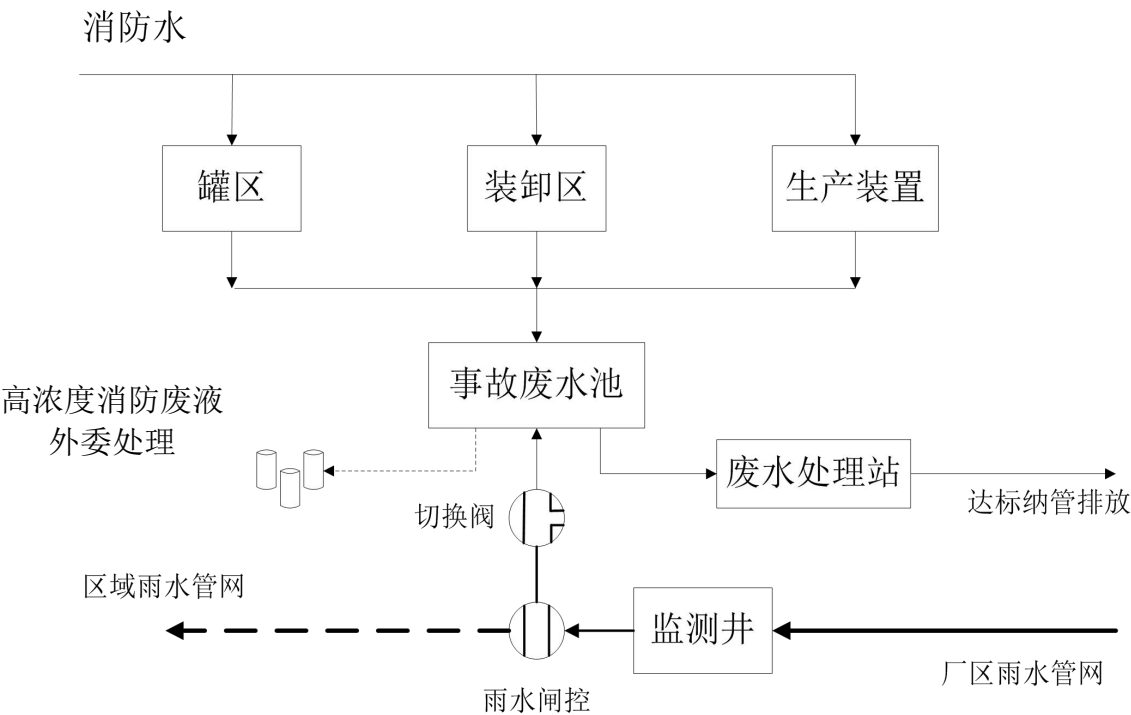 消防水
罐区
装卸区
生产装置
事故废水池
高浓度消防废液
外委处理
废水处理站
达标纳管排放
切换阀
区域雨水管网
监测井
厂区雨水管网
雨水闸控